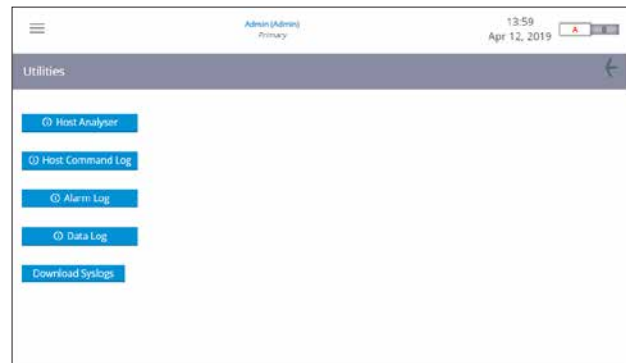 Admin (Admin)
Primary
13:59
Apr 12, 2019
A
Utilities
Host Analyser
Host Command Log
Alarm Log
Data Log
Download Syslogs